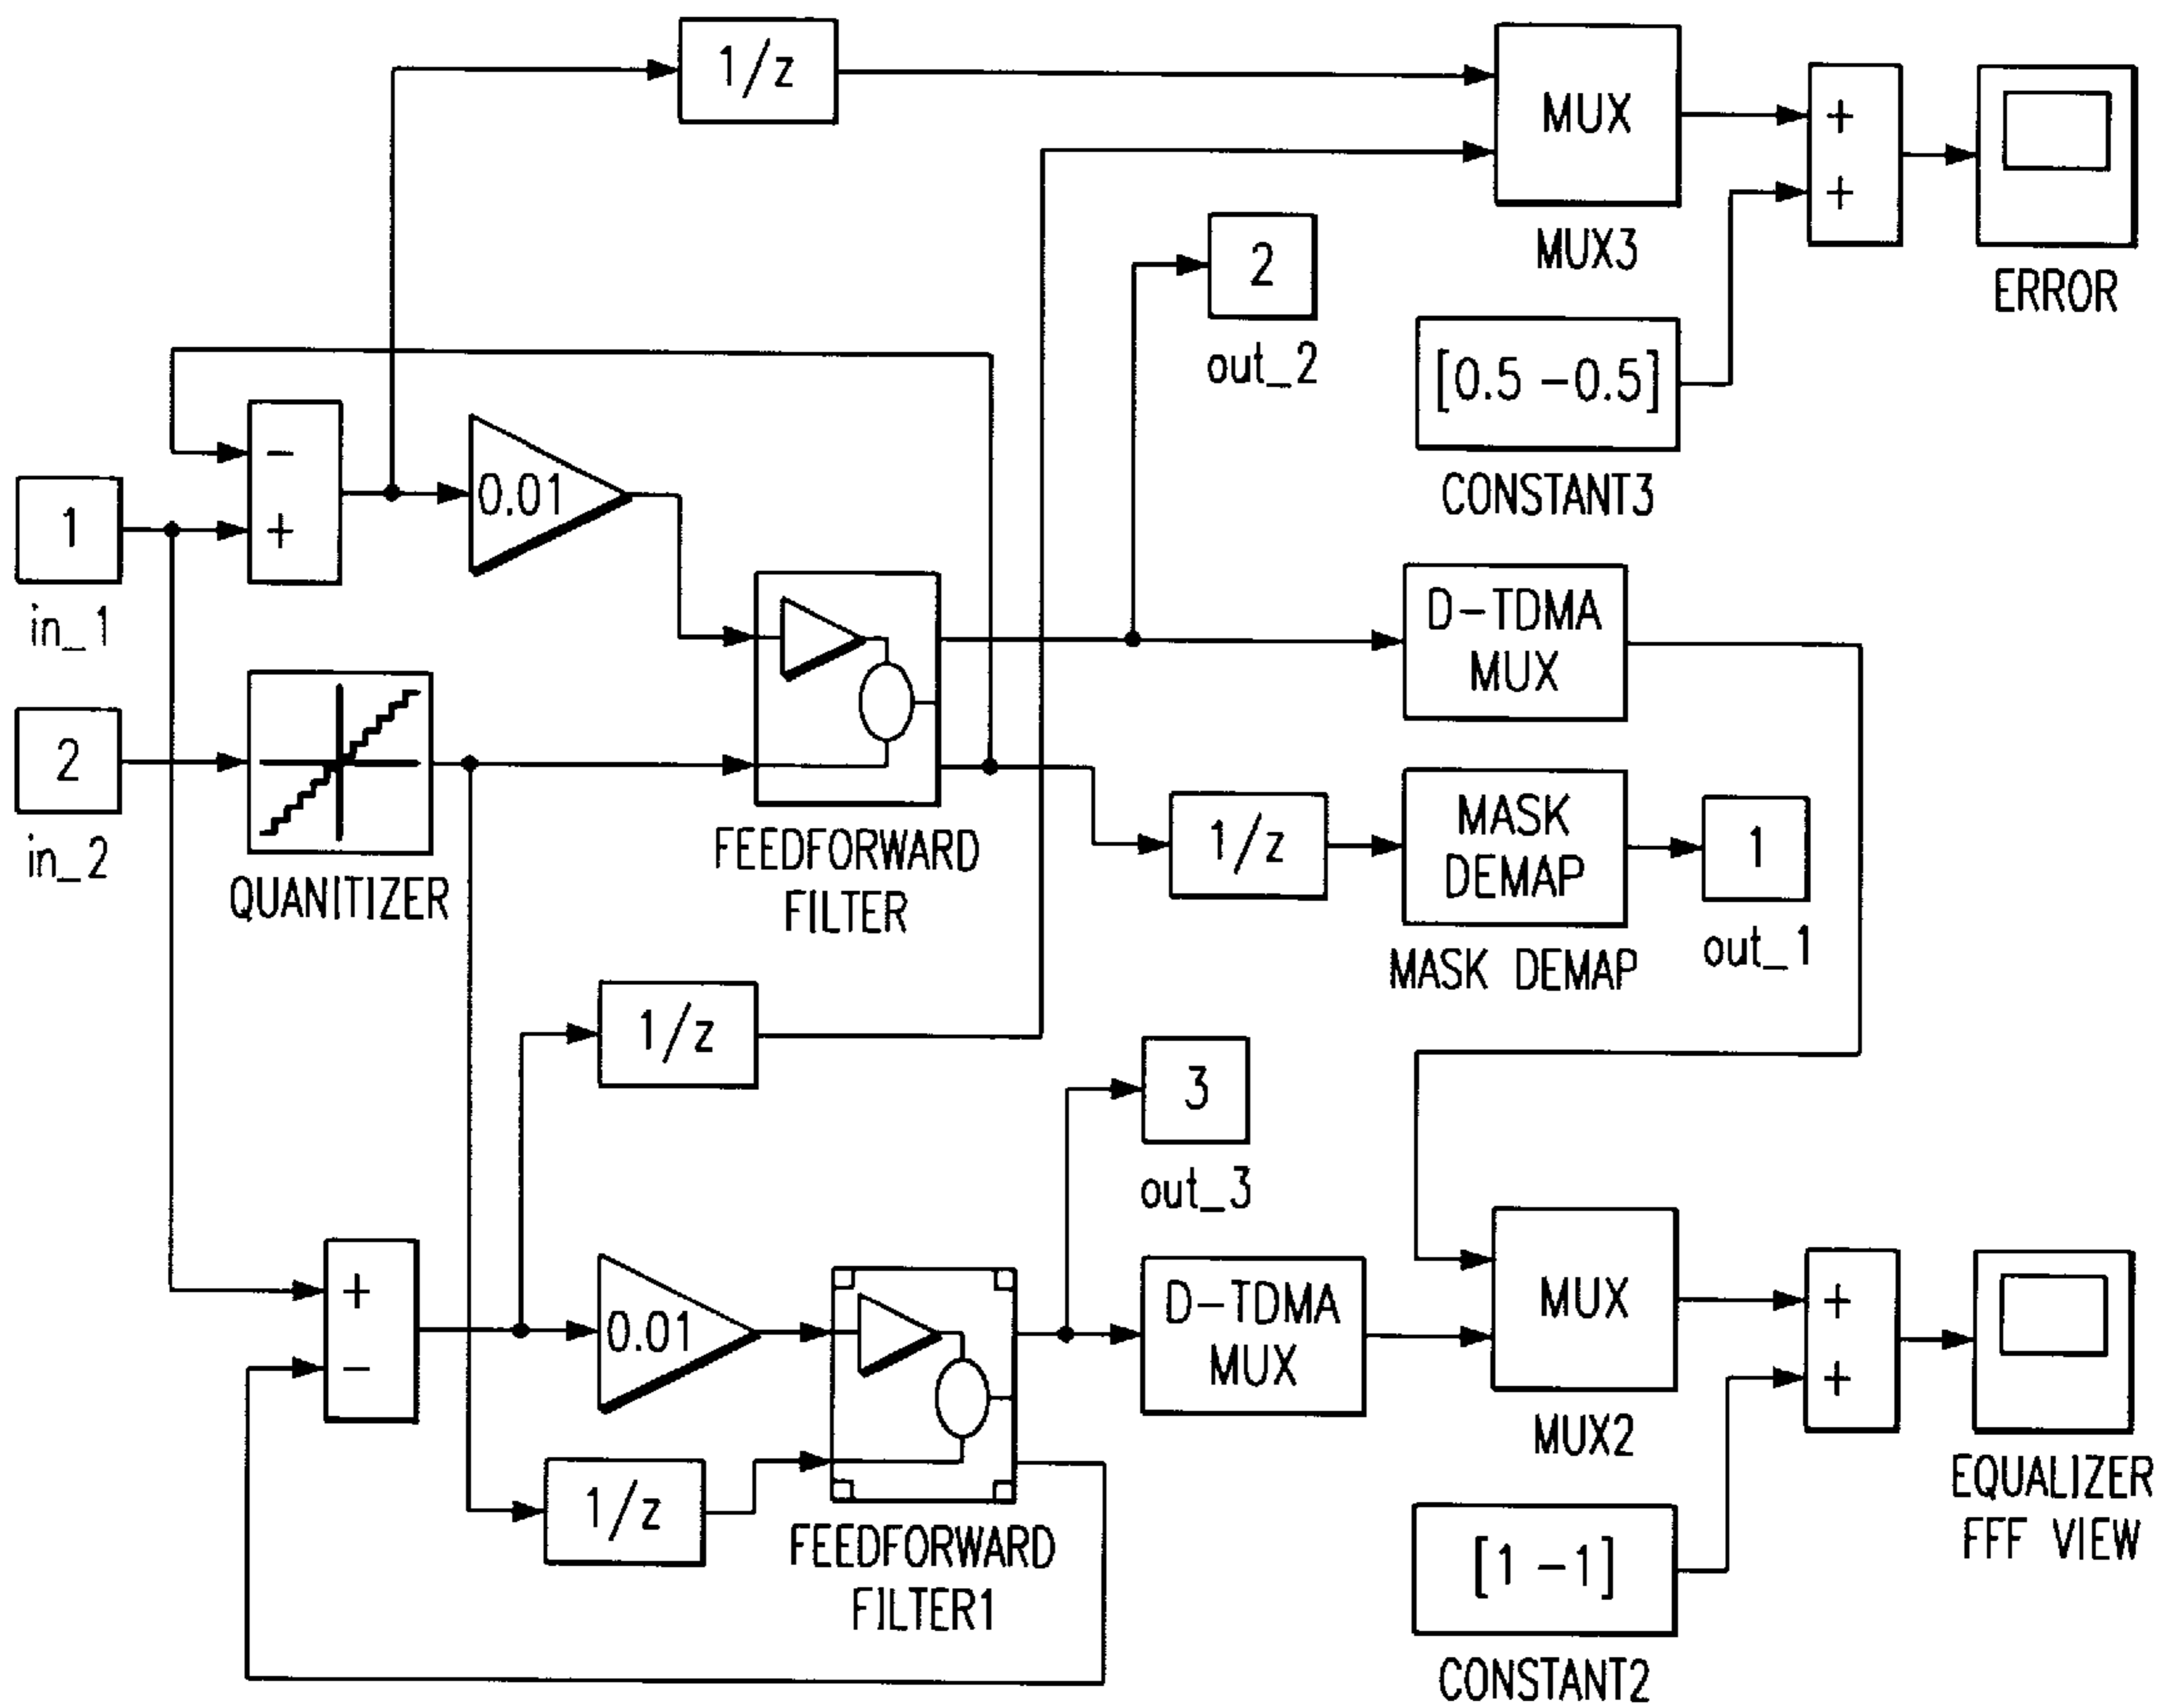 1/z
MUX
+
+
MUX3
ERROR
2
out_2
[0.5 -0.5]
CONSTANT3
-
+
0.01
1
in_1
D-TDMA
MUX
2
in_2
QUANITIZER
FEEDFORWARD
FILTER
1/z
MASK
DEMAP
MASK DEMAP
1
out_1
1/z
3
out_3
+
-
0.01
1/z
FEEDFORWARD
FILTER1
D-TDMA
MUX
MUX
MUX2
+
+
EQUALIZER
FFF VIEW
[1 -1]
CONSTANT2